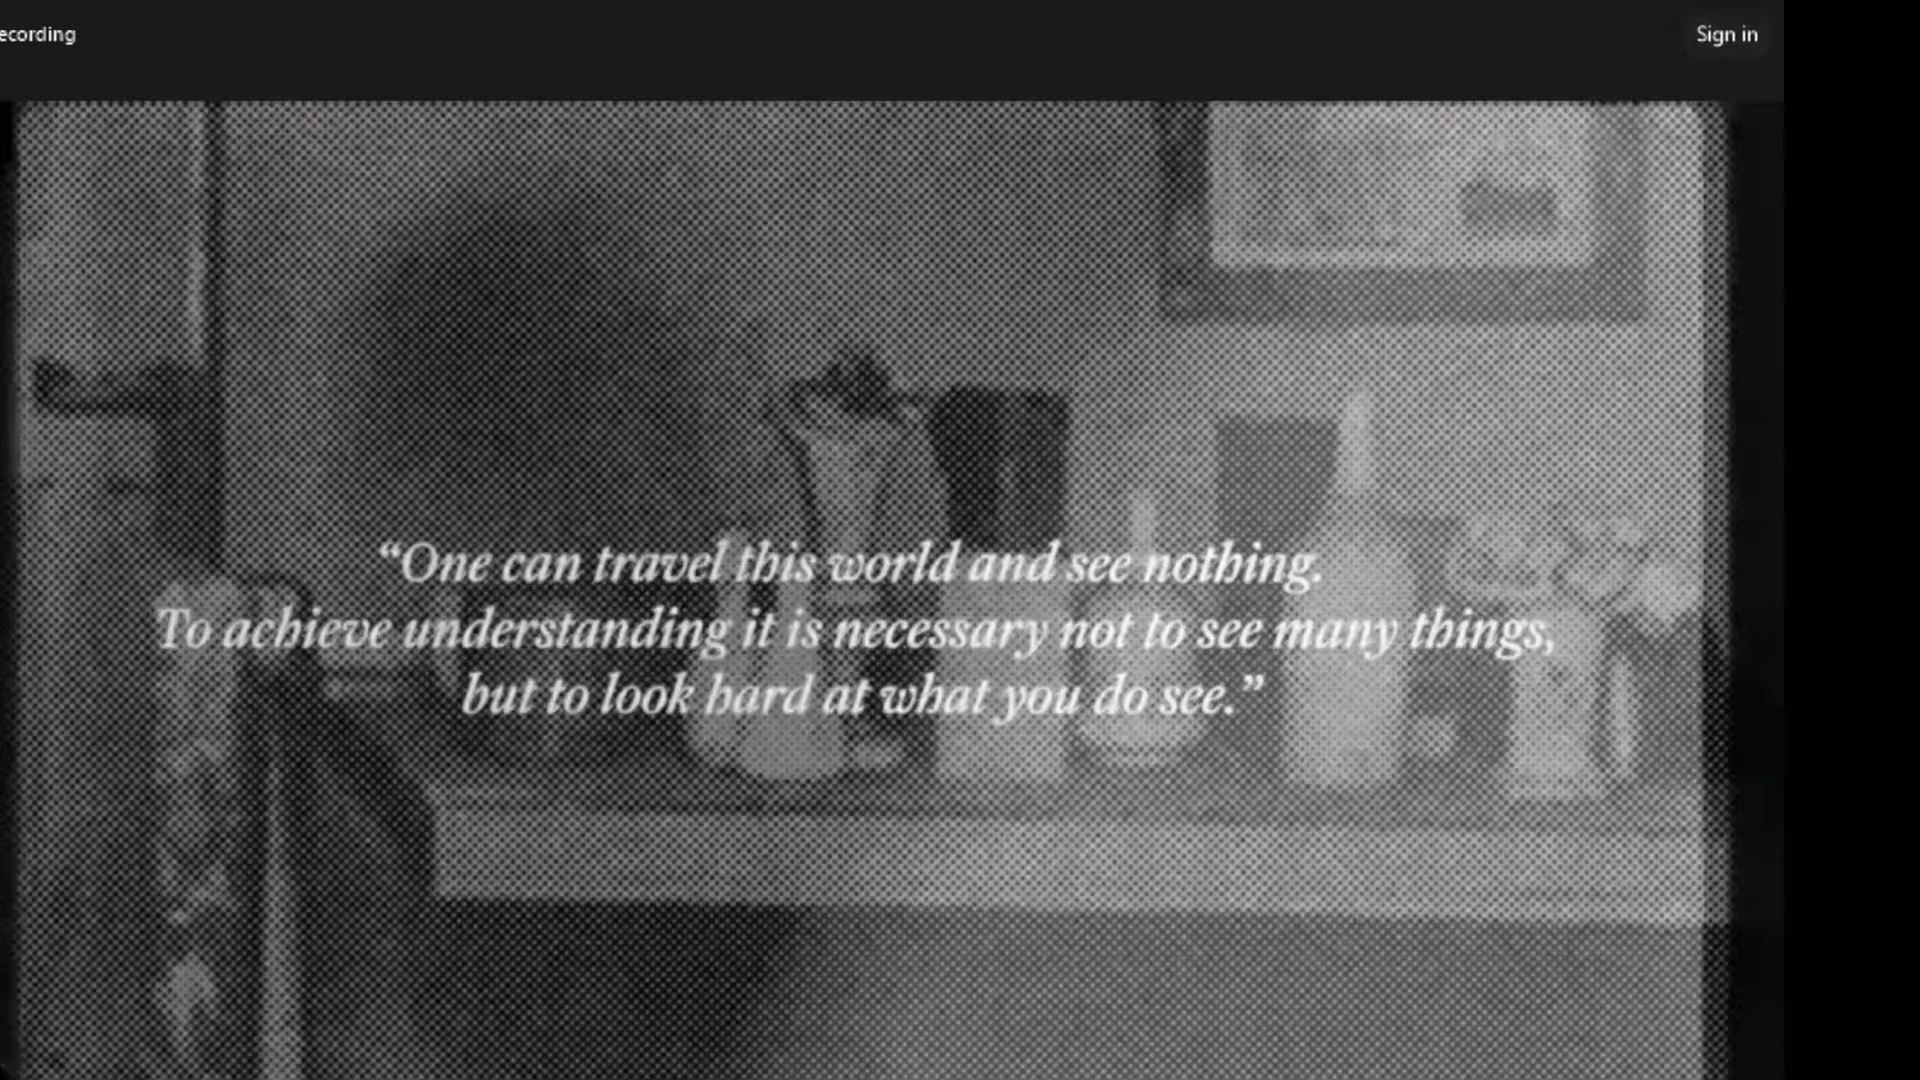 ecording
Sign in
“One can travel this world and see nothing.
To achieve understanding it is necessary not to see many things,
but to look hard at what you do see.”